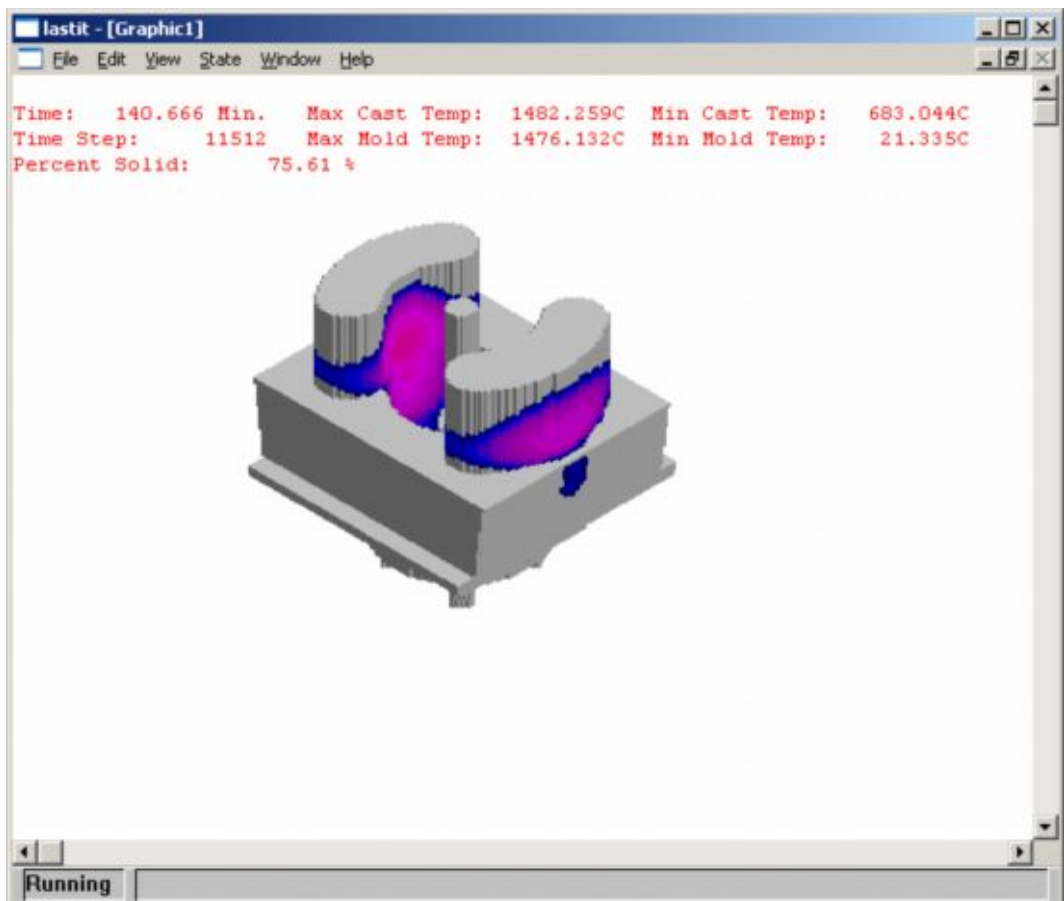 lastit - [Graphic1]
File Edit View State Window Help
Time: 140.666 Min. Max Cast Temp: 1482.259C Min Cast Temp: 683.044C
Time Step: 11512 Max Mold Temp: 1476.132C Min Mold Temp: 21.335C
Percent Solid: 75.61 %
Running